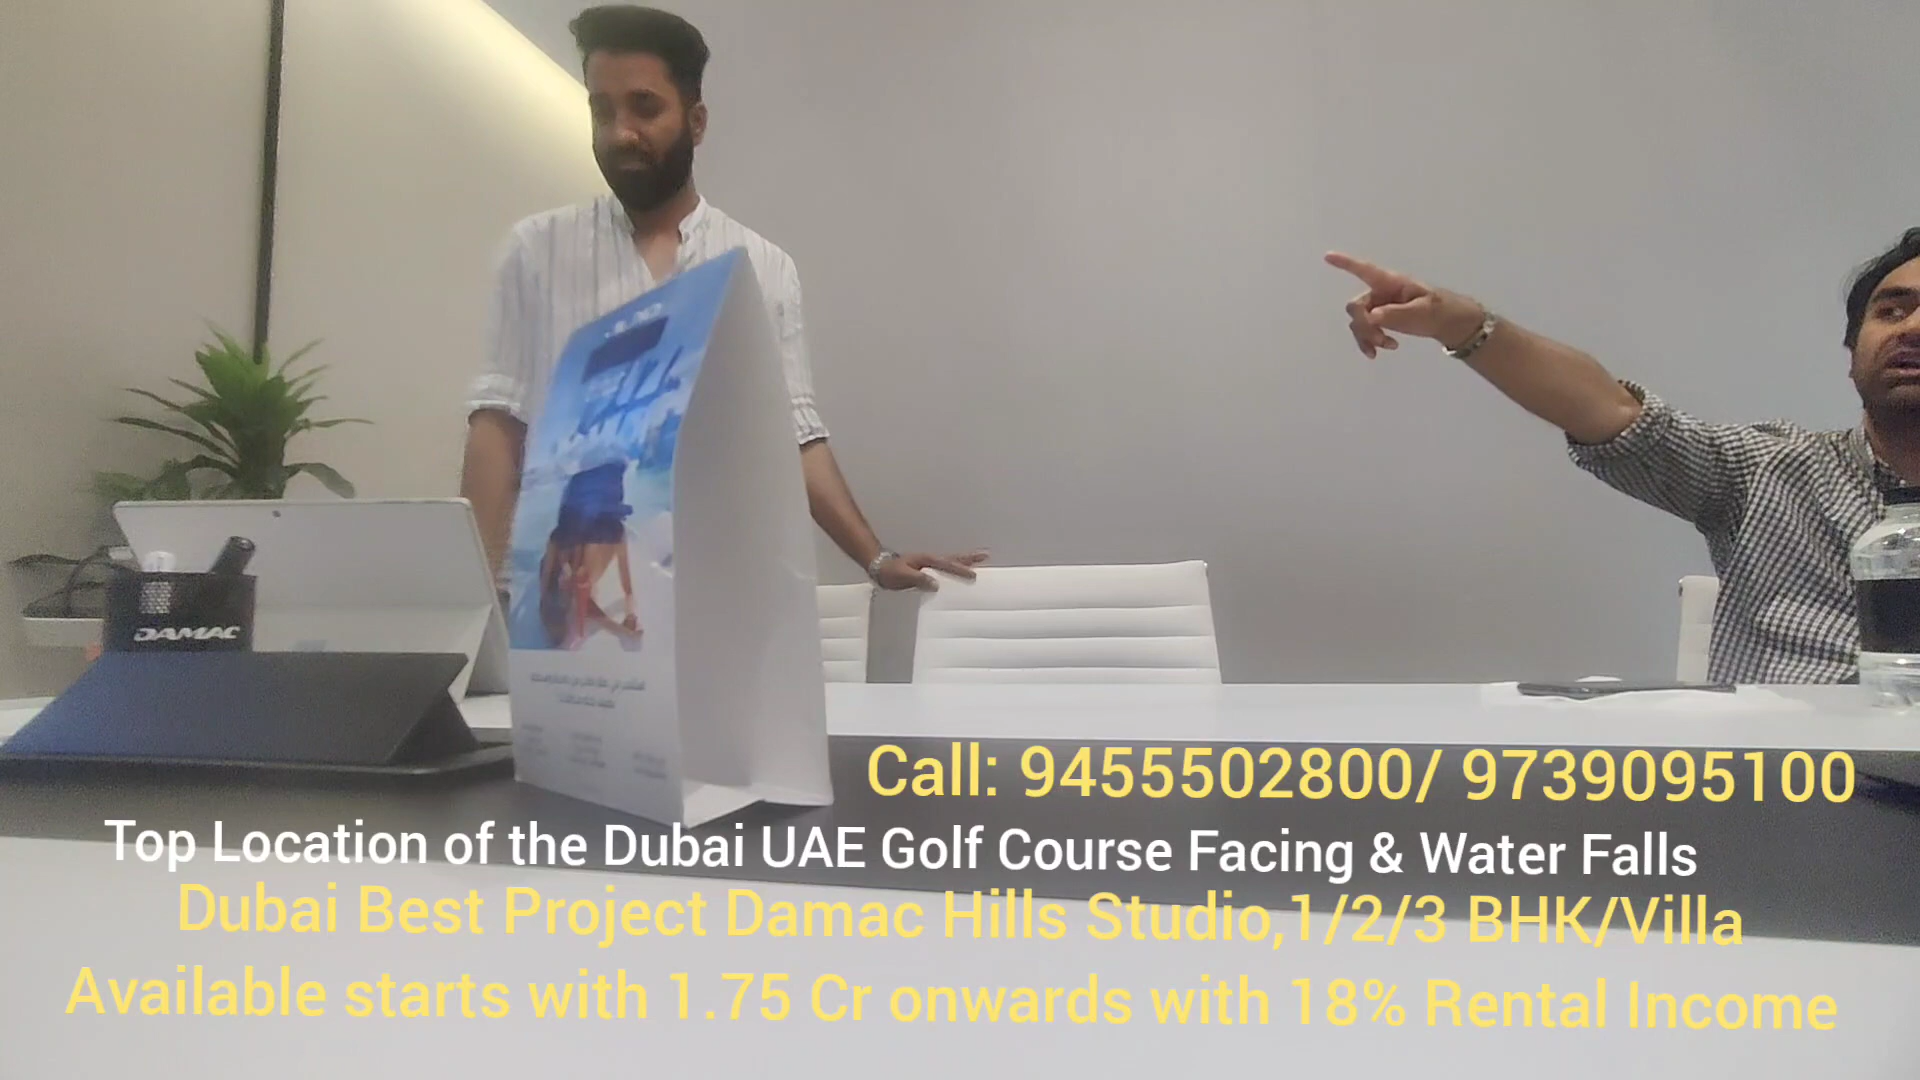 DAMAC
Call: 9455502800/ 9739095100
Top Location of the Dubai UAE Golf Course Facing & Water Falls
Dubai Best Project Damac Hills Studio,1/2/3 BHK/Villa
Available starts with 1.75 Cr onwards with 18% Rental Income